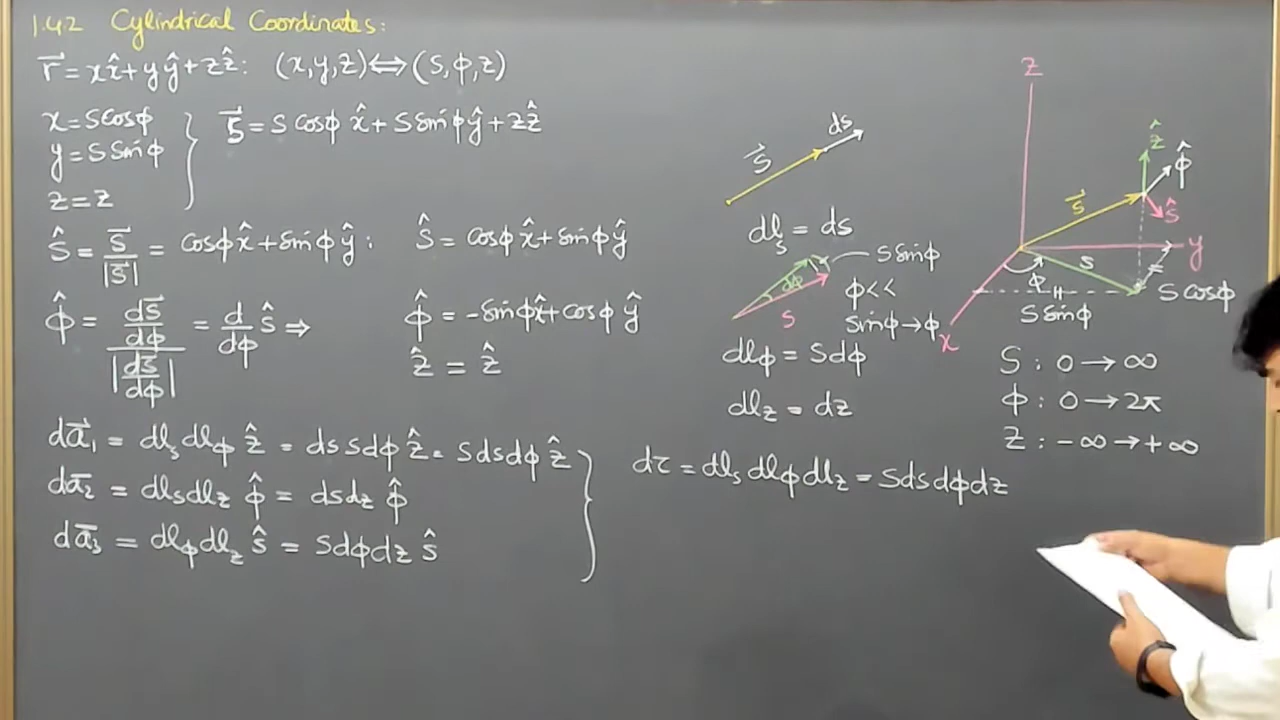 1.4.2 Cylindrical Coordinates:
r⃗ = xx̂ + yŷ + zẑ : (x,y,z) ⟺ (s,φ,z)
x = s cosφ
y = s sinφ
z = z
s⃗ = s cosφ x̂ + s sinφ ŷ + zẑ
ŝ = s⃗/|s⃗| = cosφ x̂ + sinφ ŷ : ŝ = cosφ x̂ + sinφ ŷ
φ̂ = (ds⃗/dφ)/|ds⃗/dφ| = d/dφ ŝ ⇒ φ̂ = -sinφ x̂ + cosφ ŷ
ẑ = ẑ
da⃗₁ = dl_s dl_φ ẑ = ds s dφ ẑ = s ds dφ ẑ
da⃗₂ = dl_s dl_z φ̂ = ds dz φ̂
da⃗₃ = dl_φ dl_z ŝ = s dφ dz ŝ
dτ = dl_s dl_φ dl_z = s ds dφ dz
s⃗
ds
dl_s = ds
dφ
s
s sinφ
φ <<
sinφ → φ
dl_φ = s dφ
dl_z = dz
z
ẑ
φ̂
ŝ
s⃗
y
s
φ
s cosφ
s sinφ
x
s : 0 → ∞
φ : 0 → 2π
z : -∞ → +∞